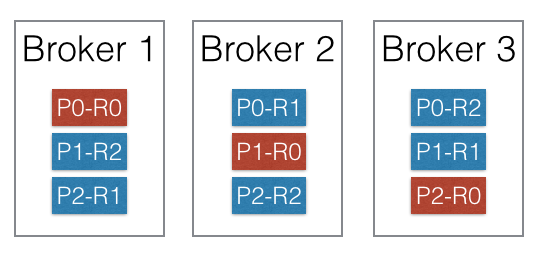 Broker 1
P0-R0
P1-R2
P2-R1
Broker 2
P0-R1
P1-R0
P2-R2
Broker 3
P0-R2
P1-R1
P2-R0